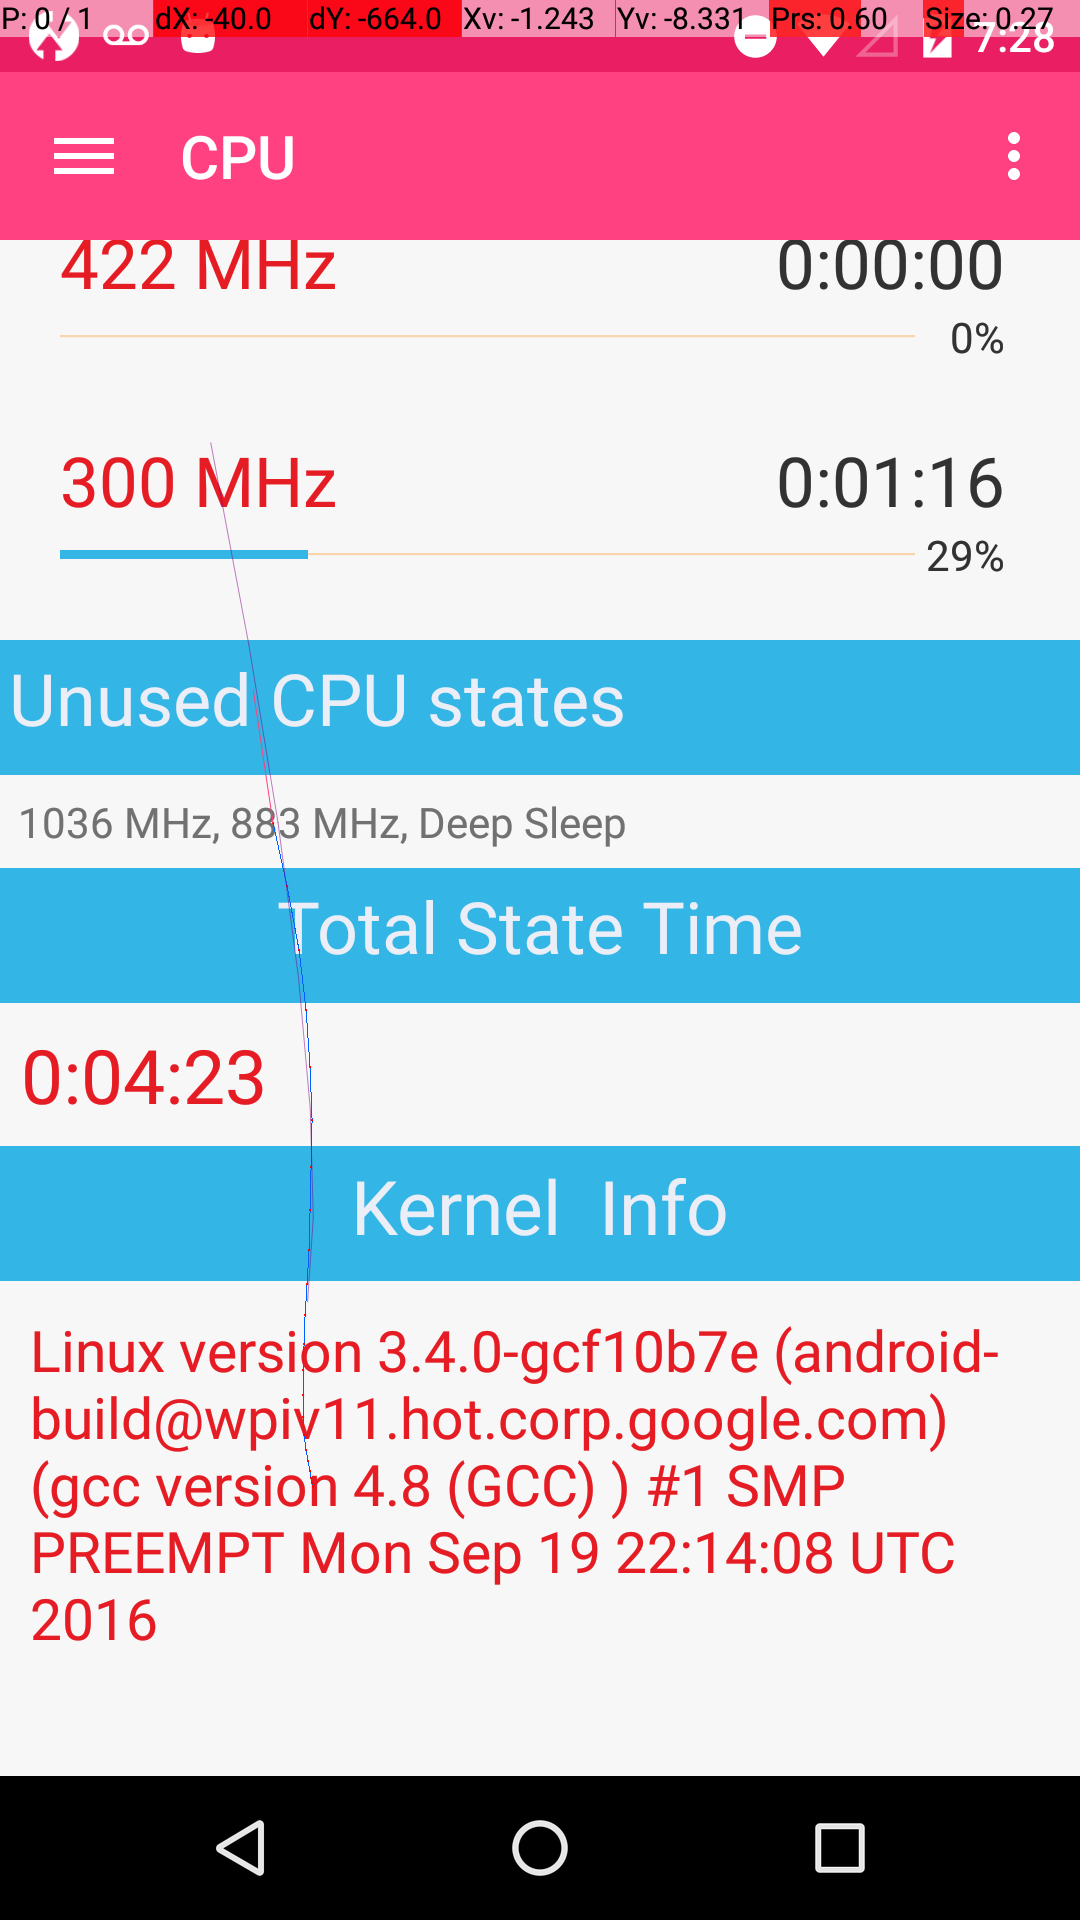 P: 0 / 1 dX: -40.0 dY: -664.0 Xv: -1.243 Yv: -8.331 Prs: 0.60 Size: 0.27
7:28
CPU
422 MHz 0:00:00
0%
300 MHz 0:01:16
29%
Unused CPU states
1036 MHz, 883 MHz, Deep Sleep
Total State Time
0:04:23
Kernel Info
Linux version 3.4.0-gcf10b7e (android-
build@wpiv11.hot.corp.google.com)
(gcc version 4.8 (GCC) ) #1 SMP
PREEMPT Mon Sep 19 22:14:08 UTC
2016